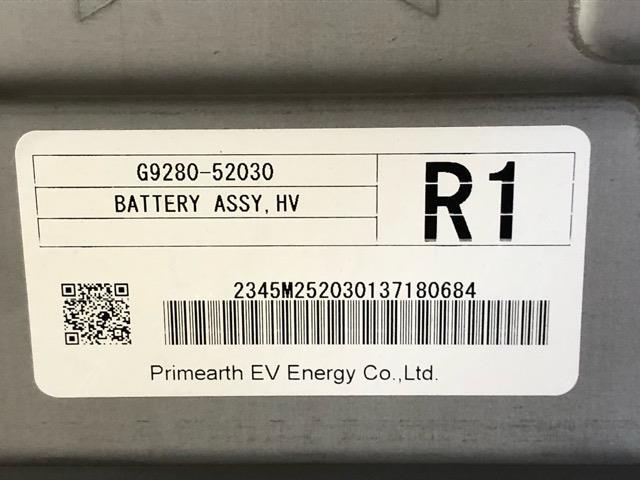 G9280-52030
BATTERY ASSY,HV
R1
2345M252030137180684
Primearth EV Energy Co.,Ltd.